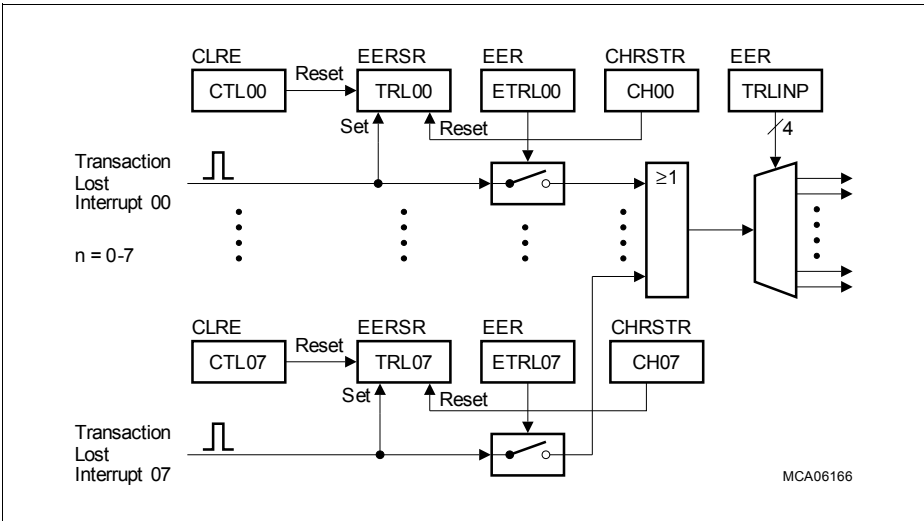 CLRE EERSR EER CHRSTR EER
CTL00 Reset TRL00 ETRL00 CH00 TRLINP
Set Reset 4
Transaction
Lost
Interrupt 00
≥1
n = 0-7
CLRE EERSR EER CHRSTR
CTL07 Reset TRL07 ETRL07 CH07
Set Reset
Transaction
Lost
Interrupt 07
MCA06166